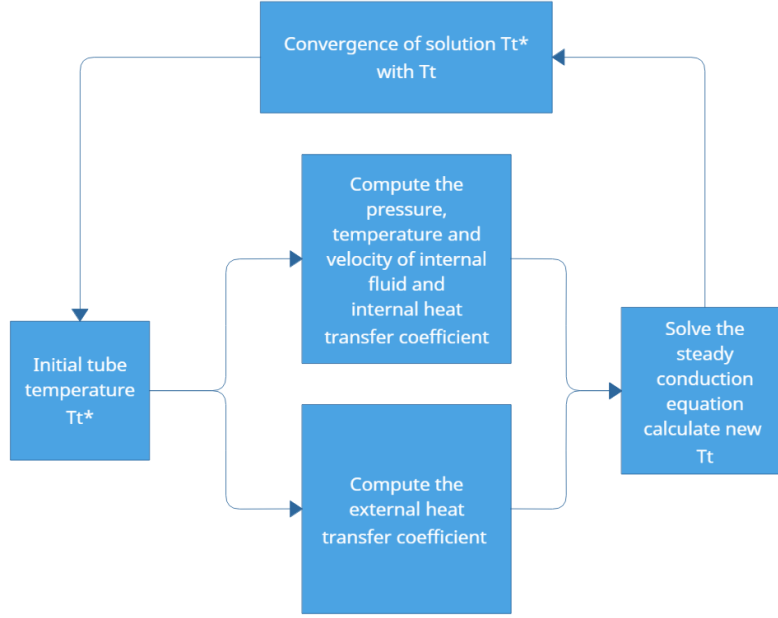 Convergence of solution Tt*
with Tt
Compute the
pressure,
temperature and
velocity of internal
fluid and
internal heat
transfer coefficient
Initial tube
temperature
Tt*
Solve the
steady
conduction
equation
calculate new
Tt
Compute the
external heat
transfer coefficient